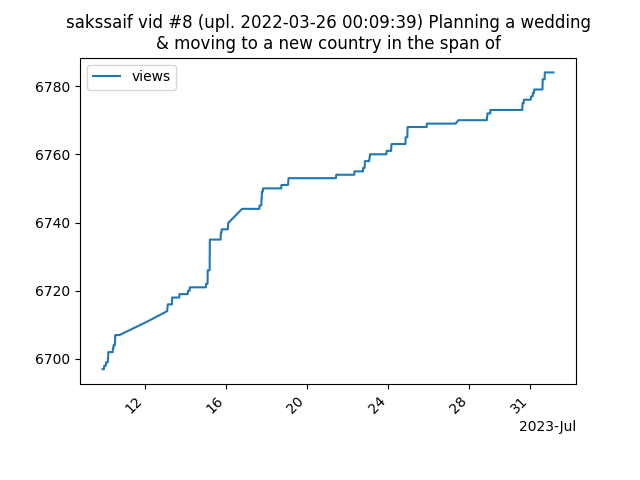 sakssaif vid #8 (upl. 2022-03-26 00:09:39) Planning a wedding
& moving to a new country in the span of
views
6780
6760
6740
6720
6700
12
16
20
24
28
31
2023-Jul